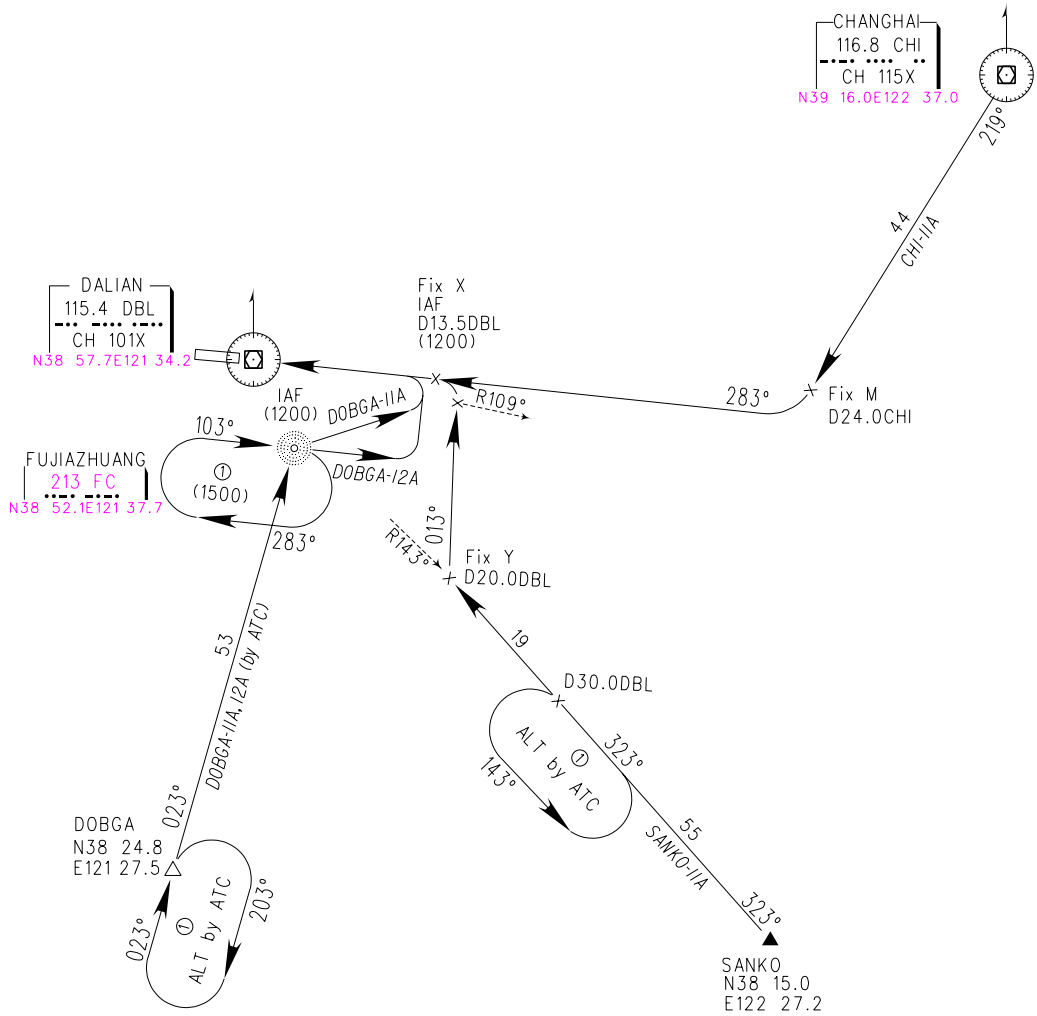 CHANGHAI
116.8 CHI
CH 115X
N39 16.0E122 37.0
219°
44
CHI-11A
DALIAN
115.4 DBL
CH 101X
N38 57.7E121 34.2
Fix X
IAF
D13.5DBL
(1200)
283°
Fix M
D24.0CHI
IAF
(1200)
DOBGA-11A
R109°
103°
DOBGA-12A
FUJIAZHUANG
213 FC
N38 52.1E121 37.7
①
(1500)
283°
013°
R143°
Fix Y
D20.0DBL
19
53
DOBGA-11A,12A (by ATC)
D30.0DBL
①
ALT by ATC
323°
143°
55
SANKO-11A
023°
DOBGA
N38 24.8
E121 27.5
①
ALT by ATC
203°
023°
323°
SANKO
N38 15.0
E122 27.2